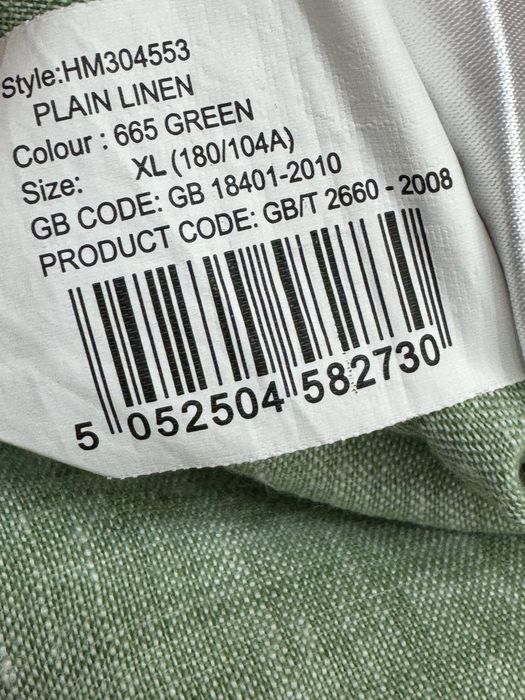 Style:HM304553
PLAIN LINEN
Colour : 665 GREEN
Size: XL (180/104A)
GB CODE: GB 18401-2010
PRODUCT CODE: GB/T 2660 - 2008
5 052504 582730